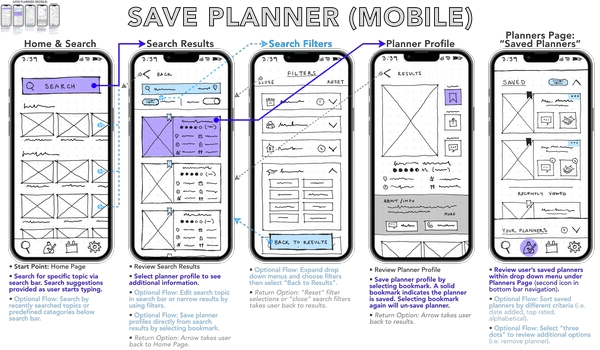 SAVE PLANNER (MOBILE)
SAVE PLANNER (MOBILE)
Home & Search
Search Results
Search Filters
Planner Profile
Planners Page:
"Saved Planners"
2:39
SEARCH
2:39
BACK
2:39
FILTERS
CLOSE
RESET
BACK TO RESULTS
2:39
RESULTS
ABOUT / INFO
MORE
2:39
SAVED
RECENTLY VIEWED
YOUR PLANNERS
• Start Point: Home Page
• Search for specific topic via
search bar. Search suggestions
provided as user starts typing.
• Optional Flow: Search by
recently searched topics or
predefined categories below
search bar.
• Review Search Results
• Select planner profile to see
additional information.
• Optional Flow: Edit search topic
in search bar or narrow results by
using filters.
• Optional Flow: Save planner
profiles directly from search
results by selecting bookmark.
• Return Option: Arrow takes user
back to Home Page.
• Optional Flow: Expand drop
down menus and choose filters
then select "Back to Results".
• Return Option: "Reset" filter
selections or "close" search filters
takes user back to results.
• Review Planner Profile
• Save planner profile by
selecting bookmark. A solid
bookmark indicates the planner
is saved. Selecting bookmark
again will un-save planner.
• Return Option: Arrow takes user
back to results.
• Review user's saved planners
within drop down menu under
Planners Page (second icon in
bottom bar navigation).
• Optional Flow: Sort saved
planners by different criteria (i.e.
date added, top rated,
alphabetical).
• Optional Flow: Select "three
dots" to review additional options
(i.e. remove planner).